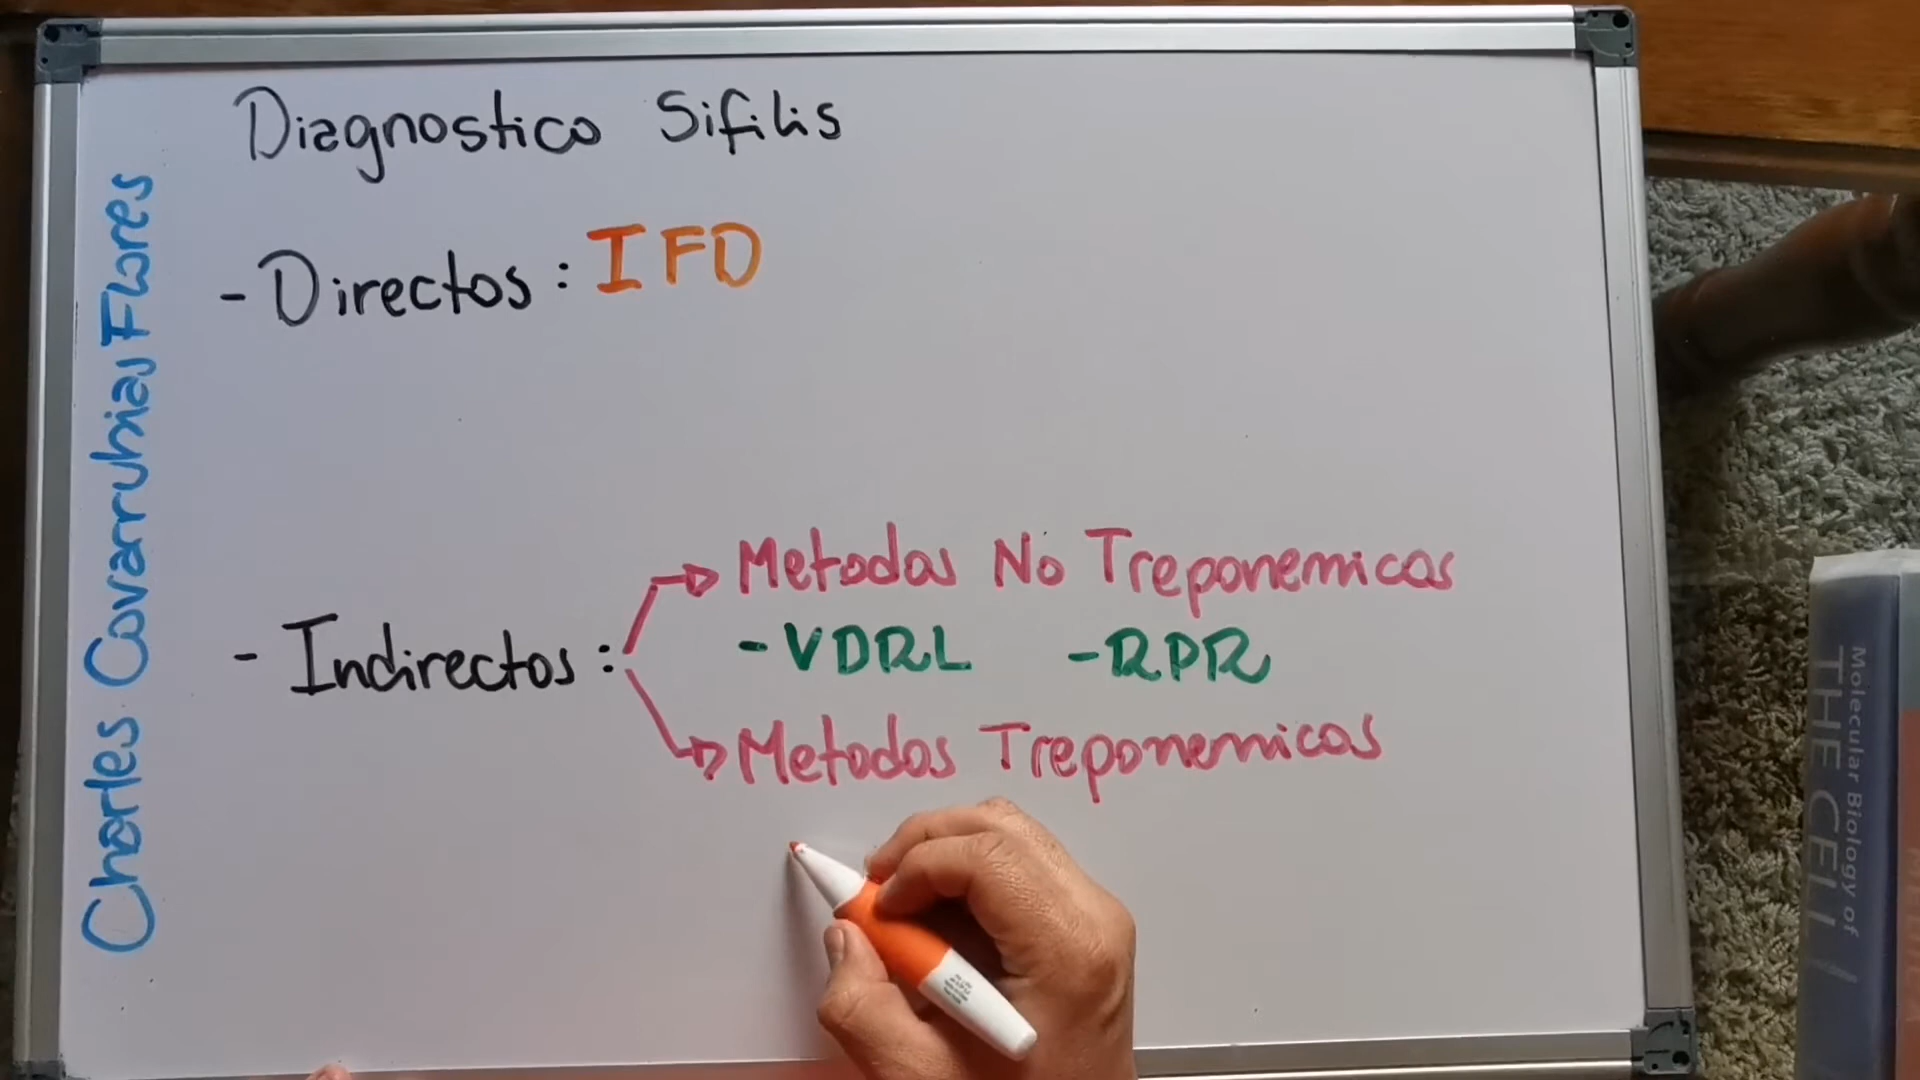 Diagnostico Sifilis
- Directos : IFD
- Indirectos :
Metodos No Treponemicos
- VDRL - RPR
Metodos Treponemicos
Charles Covarrubias Flores
Molecular Biology of
THE CELL